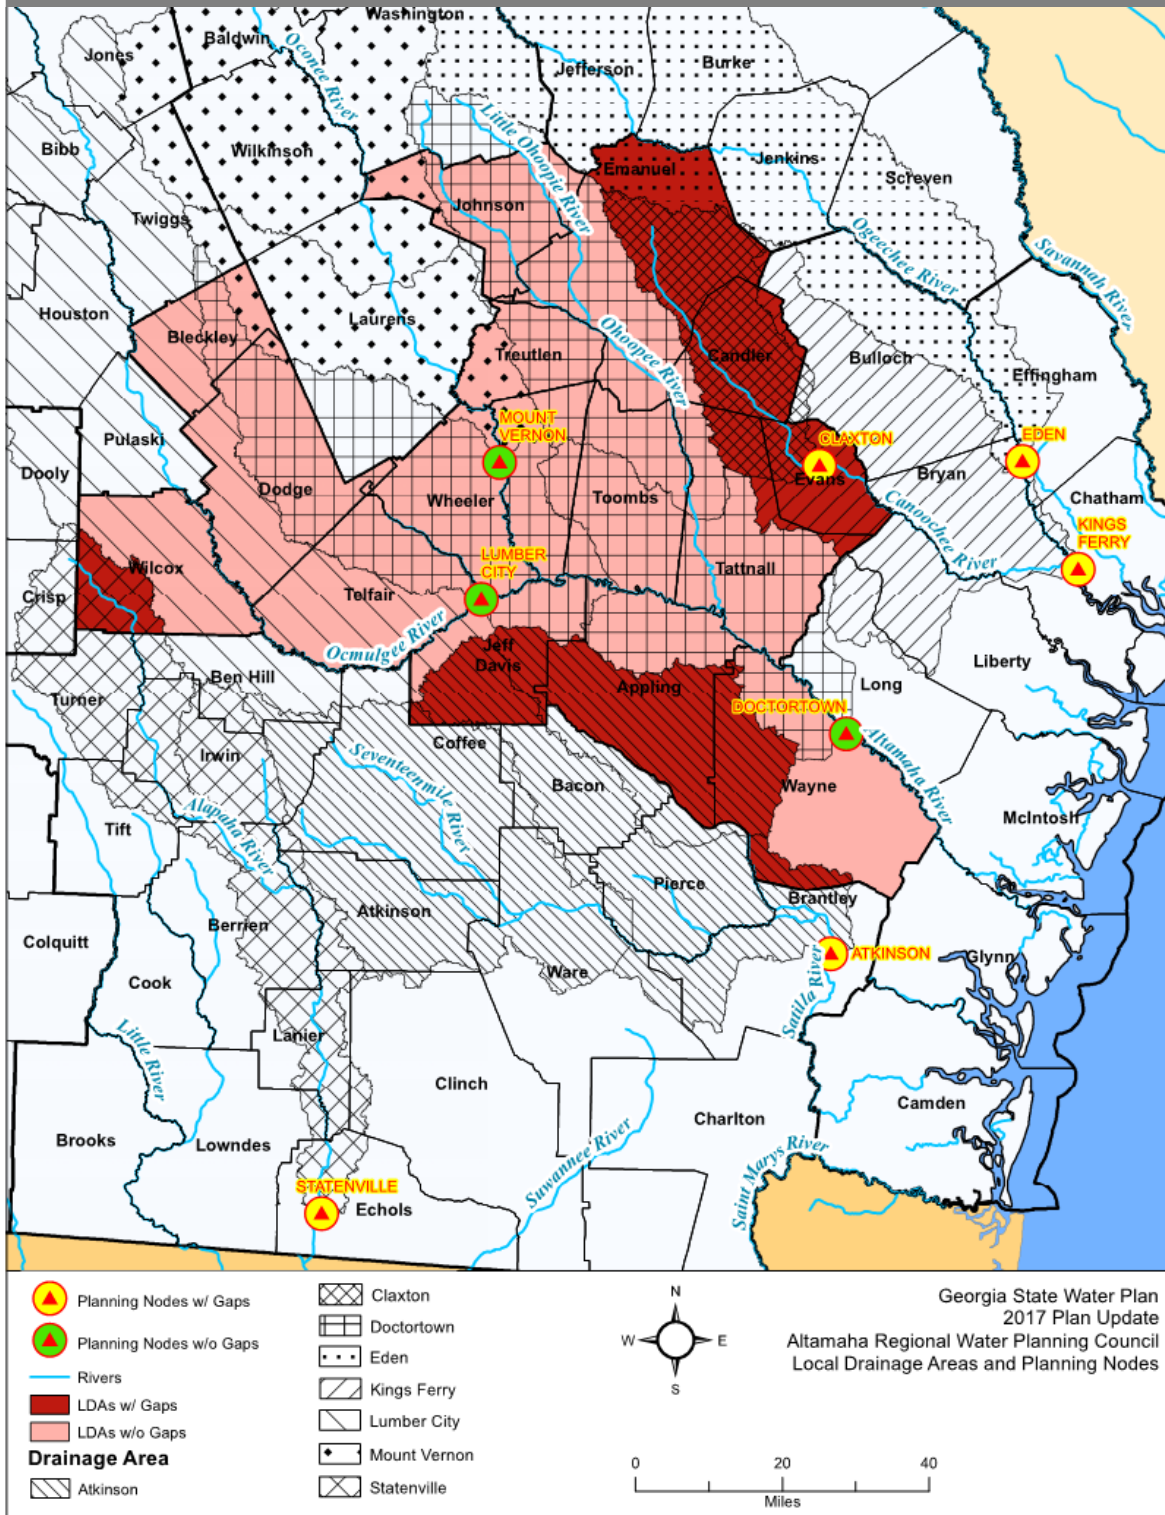 Washington
Baldwin
Jones
Oconee River
Jefferson
Burke
Bibb
Wilkinson
Little Ohoopie River
Emanuel
Jenkins
Screven
Twiggs
Johnson
Ogeechee River
Savannah River
Houston
Bleckley
Laurens
Treutlen
Ohoopee River
Candler
Bulloch
Effingham
Pulaski
MOUNT
VERNON
CLAXTON
EDEN
Dooly
Dodge
Wheeler
Toombs
Evans
Bryan
Chatham
Canoochee River
KINGS
FERRY
LUMBER
CITY
Wilcox
Crisp
Telfair
Tattnall
Ocmulgee River
Jeff
Davis
Liberty
Turner
Ben Hill
Appling
Long
DOCTORTOWN
Altamaha River
Irwin
Coffee
Seventeenmile River
Bacon
Wayne
McIntosh
Tift
Alapaha River
Pierce
Brantley
Atkinson
Berrien
Colquitt
Cook
Ware
ATKINSON
Glynn
Satilla River
Little River
Lanier
Clinch
Camden
Charlton
Brooks
Lowndes
Suwannee River
Saint Marys River
STATENVILLE
Echols
Planning Nodes w/ Gaps
Planning Nodes w/o Gaps
Rivers
LDAs w/ Gaps
LDAs w/o Gaps
Drainage Area
Atkinson
Claxton
Doctortown
Eden
Kings Ferry
Lumber City
Mount Vernon
Statenville
N
W E
S
Georgia State Water Plan
2017 Plan Update
Altamaha Regional Water Planning Council
Local Drainage Areas and Planning Nodes
0 20 40
Miles